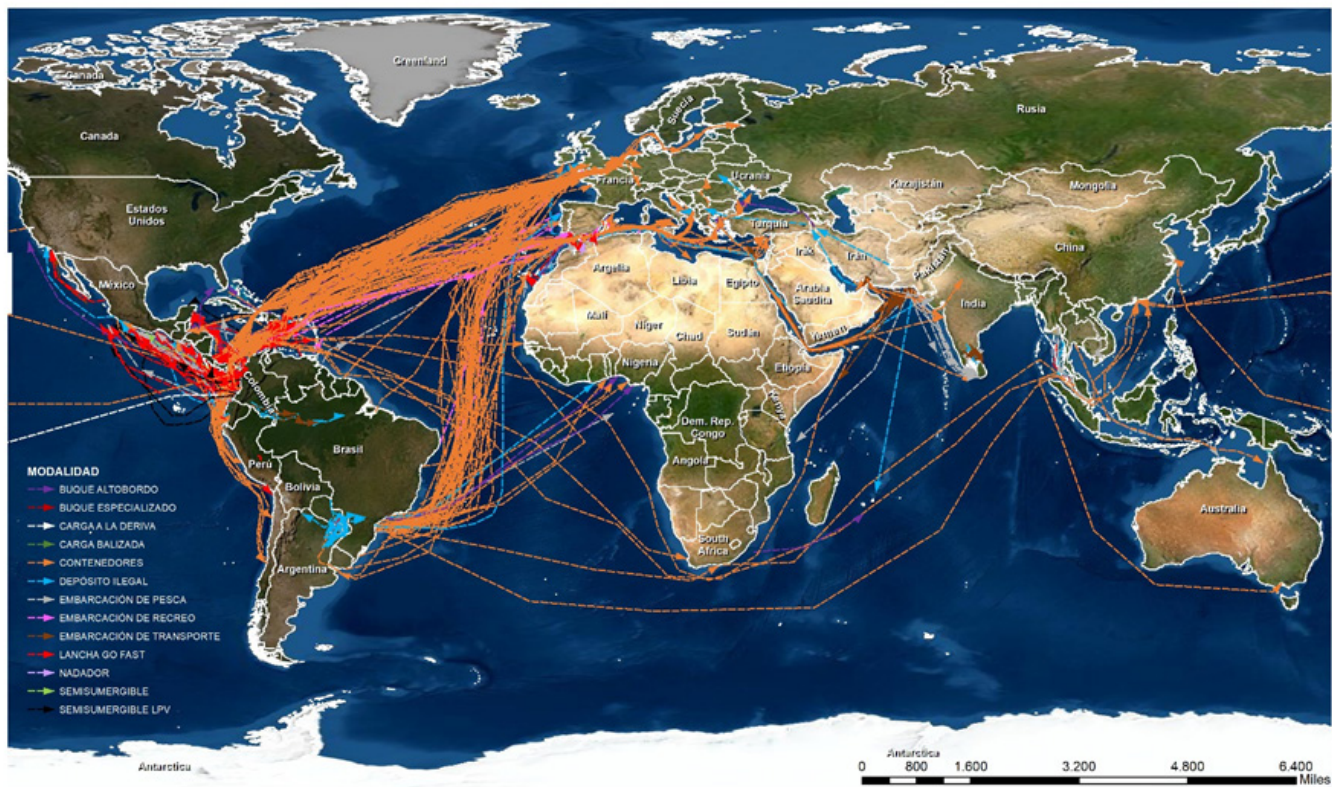 Greenland
Canada
Canada
Suecia
Rusia
Francia
Ucrania
Kazajistán
Mongolia
Estados
Unidos
Turquía
China
México
Argelia
Libia
Egipto
Irak
Irán
Pakistán
Arabia
Saudita
India
Malí
Níger
Chad
Sudán
Yemen
Nigeria
Etiopía
Colombia
Kenya
Dem. Rep.
Congo
Brasil
Perú
Angola
Bolivia
Australia
South
Africa
Argentina
MODALIDAD
BUQUE ALTOBORDO
BUQUE ESPECIALIZADO
CARGA A LA DERIVA
CARGA BALIZADA
CONTENEDORES
DEPÓSITO ILEGAL
EMBARCACIÓN DE PESCA
EMBARCACIÓN DE RECREO
EMBARCACIÓN DE TRANSPORTE
LANCHA GO FAST
NADADOR
SEMISUMERGIBLE
SEMISUMERGIBLE LPV
Antarctica
Antarctica
0 800 1.600 3.200 4.800 6.400
Miles